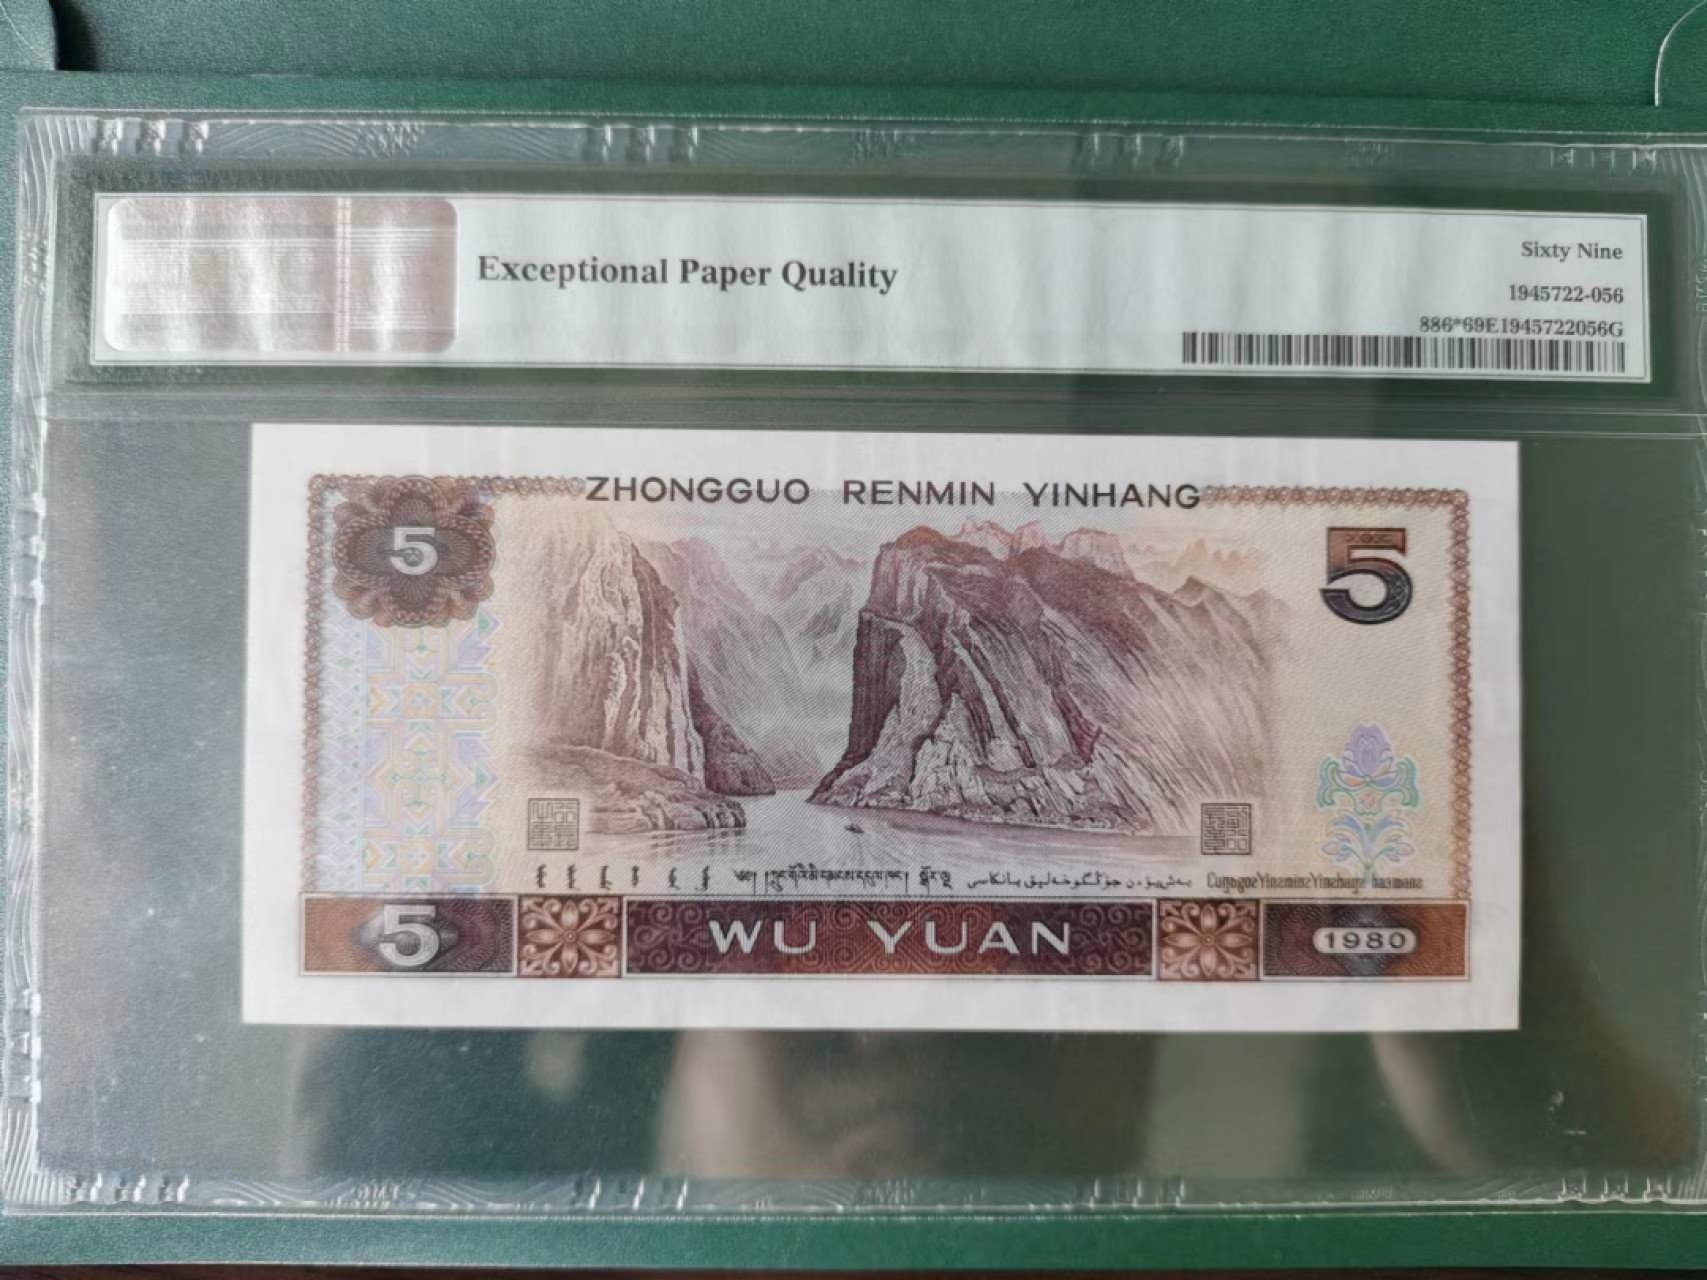 Exceptional Paper Quality
Sixty Nine
1945722-056
886*69E1945722056G
ZHONGGUO RENMIN YINHANG
5
5
5
WU YUAN
1980